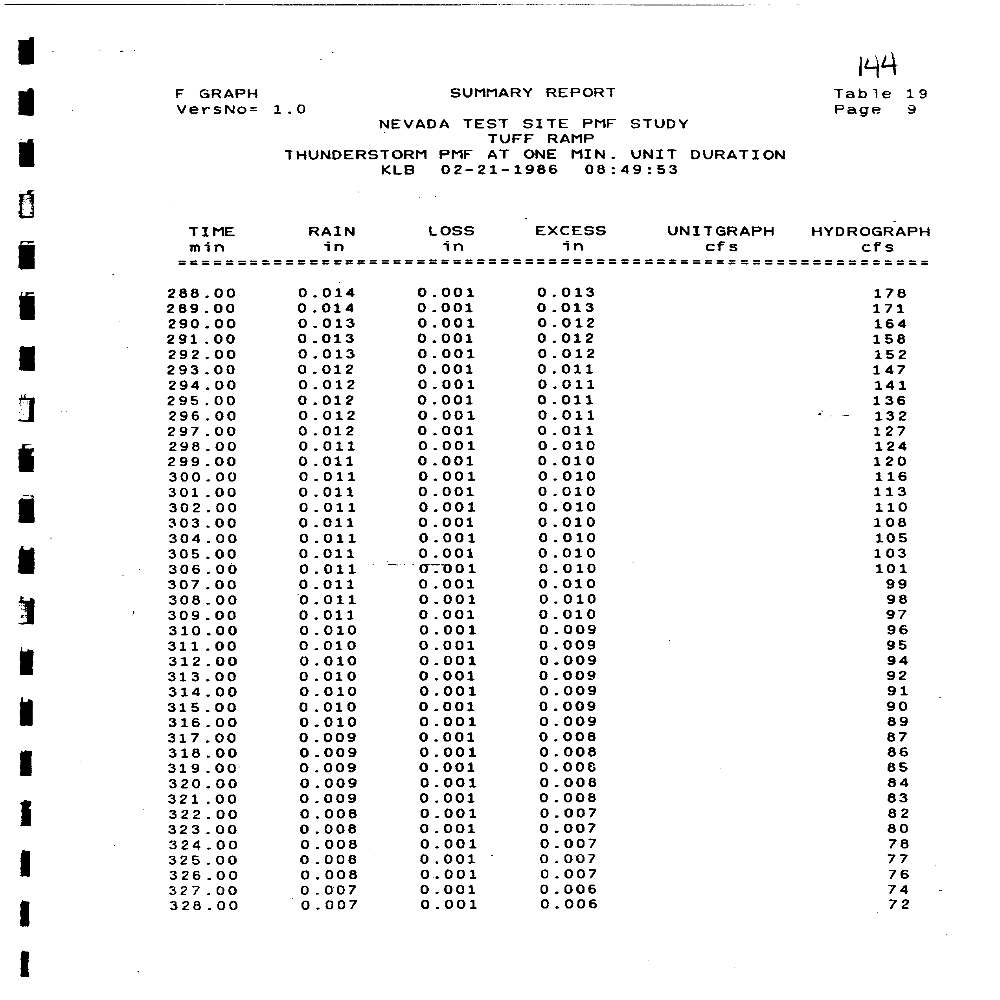 144
F GRAPH SUMMARY REPORT Table 19
VersNo= 1.0 Page 9
NEVADA TEST SITE PMF STUDY
TUFF RAMP
THUNDERSTORM PMF AT ONE MIN. UNIT DURATION
KLB 02-21-1986 08:49:53
TIME RAIN LOSS EXCESS UNITGRAPH HYDROGRAPH
min in in in cfs cfs
===============================================================
288.00 0.014 0.001 0.013 178
289.00 0.014 0.001 0.013 171
290.00 0.013 0.001 0.012 164
291.00 0.013 0.001 0.012 158
292.00 0.013 0.001 0.012 152
293.00 0.012 0.001 0.011 147
294.00 0.012 0.001 0.011 141
295.00 0.012 0.001 0.011 136
296.00 0.012 0.001 0.011 132
297.00 0.012 0.001 0.011 127
298.00 0.011 0.001 0.010 124
299.00 0.011 0.001 0.010 120
300.00 0.011 0.001 0.010 116
301.00 0.011 0.001 0.010 113
302.00 0.011 0.001 0.010 110
303.00 0.011 0.001 0.010 108
304.00 0.011 0.001 0.010 105
305.00 0.011 0.001 0.010 103
306.00 0.011 0.001 0.010 101
307.00 0.011 0.001 0.010 99
308.00 0.011 0.001 0.010 98
309.00 0.011 0.001 0.010 97
310.00 0.010 0.001 0.009 96
311.00 0.010 0.001 0.009 95
312.00 0.010 0.001 0.009 94
313.00 0.010 0.001 0.009 92
314.00 0.010 0.001 0.009 91
315.00 0.010 0.001 0.009 90
316.00 0.010 0.001 0.009 89
317.00 0.009 0.001 0.008 87
318.00 0.009 0.001 0.008 86
319.00 0.009 0.001 0.008 85
320.00 0.009 0.001 0.008 84
321.00 0.009 0.001 0.008 83
322.00 0.008 0.001 0.007 82
323.00 0.008 0.001 0.007 80
324.00 0.008 0.001 0.007 78
325.00 0.008 0.001 0.007 77
326.00 0.008 0.001 0.007 76
327.00 0.007 0.001 0.006 74
328.00 0.007 0.001 0.006 72